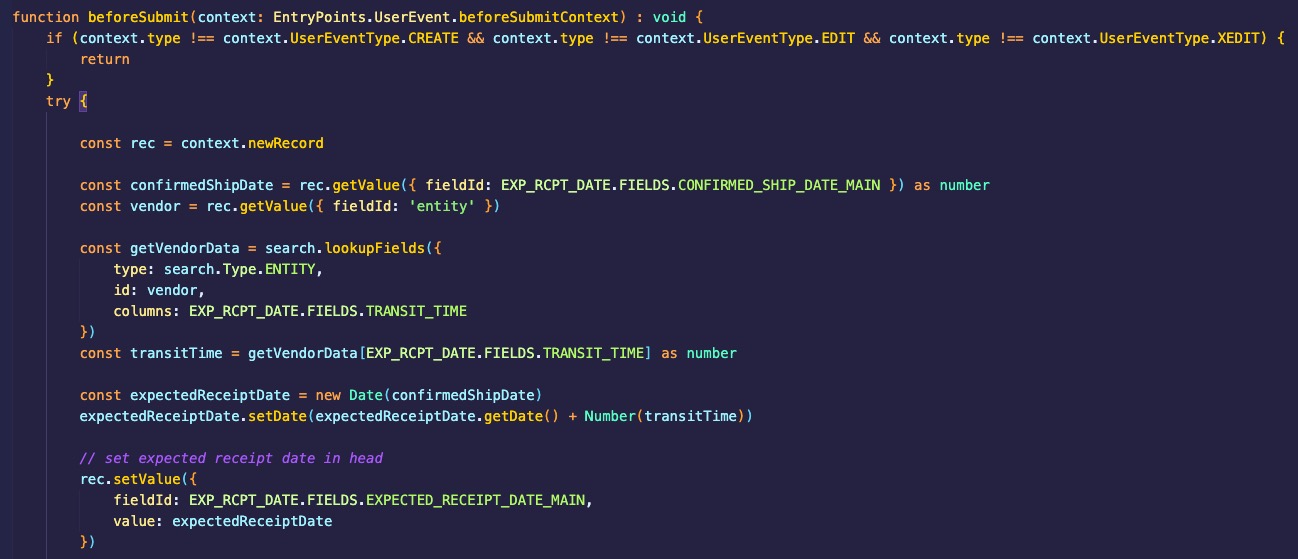 function beforeSubmit(context: EntryPoints.UserEvent.beforeSubmitContext) : void {
if (context.type !== context.UserEventType.CREATE && context.type !== context.UserEventType.EDIT && context.type !== context.UserEventType.XEDIT) {
return
}
try {
const rec = context.newRecord
const confirmedShipDate = rec.getValue({ fieldId: EXP_RCPT_DATE.FIELDS.CONFIRMED_SHIP_DATE_MAIN }) as number
const vendor = rec.getValue({ fieldId: 'entity' })
const getVendorData = search.lookupFields({
type: search.Type.ENTITY,
id: vendor,
columns: EXP_RCPT_DATE.FIELDS.TRANSIT_TIME
})
const transitTime = getVendorData[EXP_RCPT_DATE.FIELDS.TRANSIT_TIME] as number
const expectedReceiptDate = new Date(confirmedShipDate)
expectedReceiptDate.setDate(expectedReceiptDate.getDate() + Number(transitTime))
// set expected receipt date in head
rec.setValue({
fieldId: EXP_RCPT_DATE.FIELDS.EXPECTED_RECEIPT_DATE_MAIN,
value: expectedReceiptDate
})